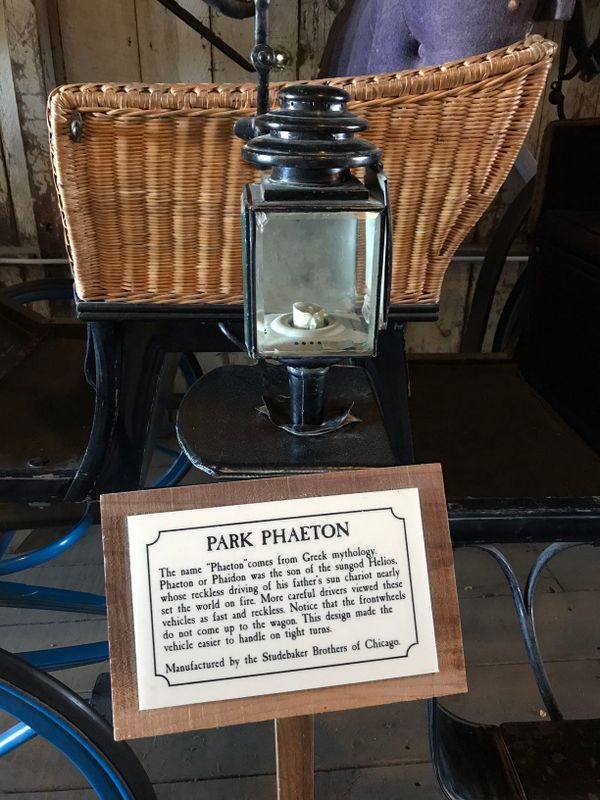 PARK PHAETON
The name "Phaeton"comes from Greek mythology.
Phaeton or Phaidon was the son of the sungod Helios,
whose reckless driving of his father's sun chariot nearly
set the world on fire. More careful drivers viewed these
vehicles as fast and reckless. Notice that the frontwheels
do not come up to the wagon. This design made the
vehicle easier to handle on tight turns.
Manufactured by the Studebaker Brothers of Chicago.